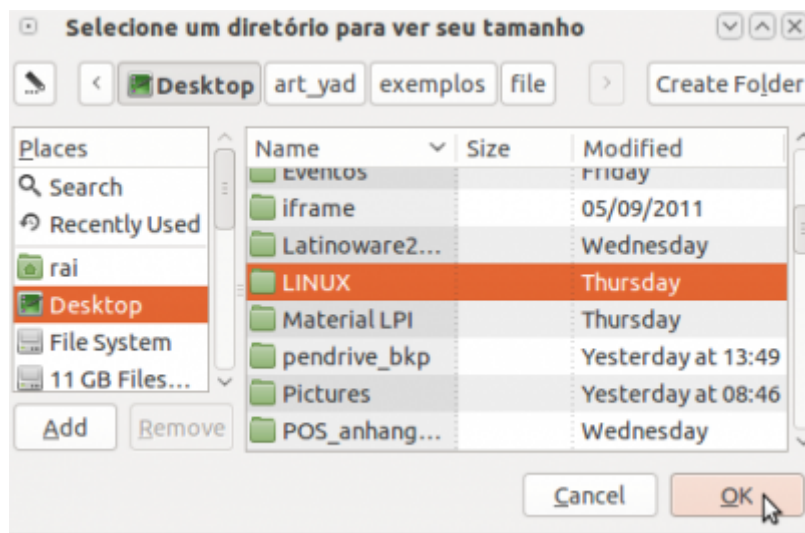 Selecione um diretório para ver seu tamanho
Desktop art_yad exemplos file Create Folder
Places
Search
Recently Used
rai
Desktop
File System
11 GB Files...
Add Remove
Name Size Modified
Eventos Friday
iframe 05/09/2011
Latinoware2... Wednesday
LINUX Thursday
Material LPI Thursday
pendrive_bkp Yesterday at 13:49
Pictures Yesterday at 08:46
POS_anhang... Wednesday
Cancel OK